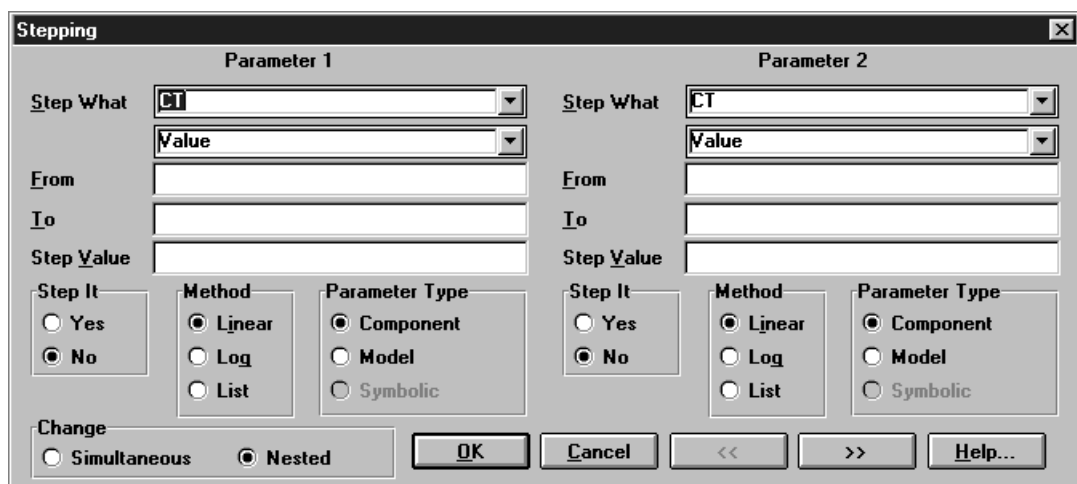 Stepping
Parameter 1 Parameter 2
Step What CT Step What CT
Value Value
From From
To To
Step Value Step Value
Step It Method Parameter Type Step It Method Parameter Type
Yes Linear Component Yes Linear Component
No Log Model No Log Model
List Symbolic List Symbolic
Change
Simultaneous Nested OK Cancel << >> Help...